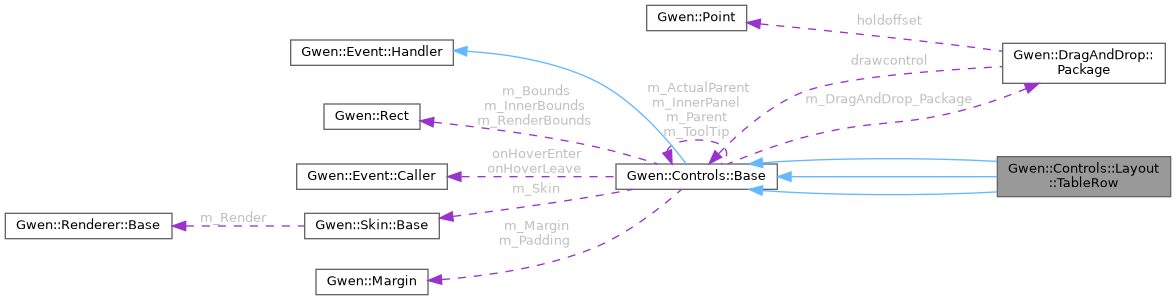 Gwen::Point
holdoffset
Gwen::Event::Handler
Gwen::DragAndDrop::
Package
drawcontrol
m_ActualParent
m_InnerPanel
m_Parent
m_ToolTip
m_Bounds
m_InnerBounds
m_RenderBounds
m_DragAndDrop_Package
Gwen::Rect
onHoverEnter
onHoverLeave
Gwen::Event::Caller
Gwen::Controls::Base
Gwen::Controls::Layout
::TableRow
m_Skin
m_Render
Gwen::Renderer::Base
Gwen::Skin::Base
m_Margin
m_Padding
Gwen::Margin